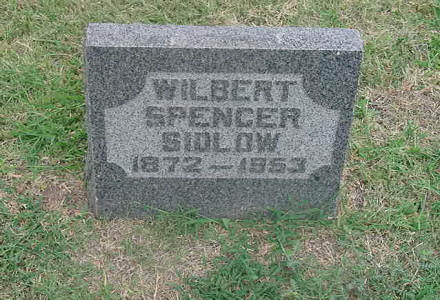 WILBERT
SPENCER
SIDLOW
1872-1953